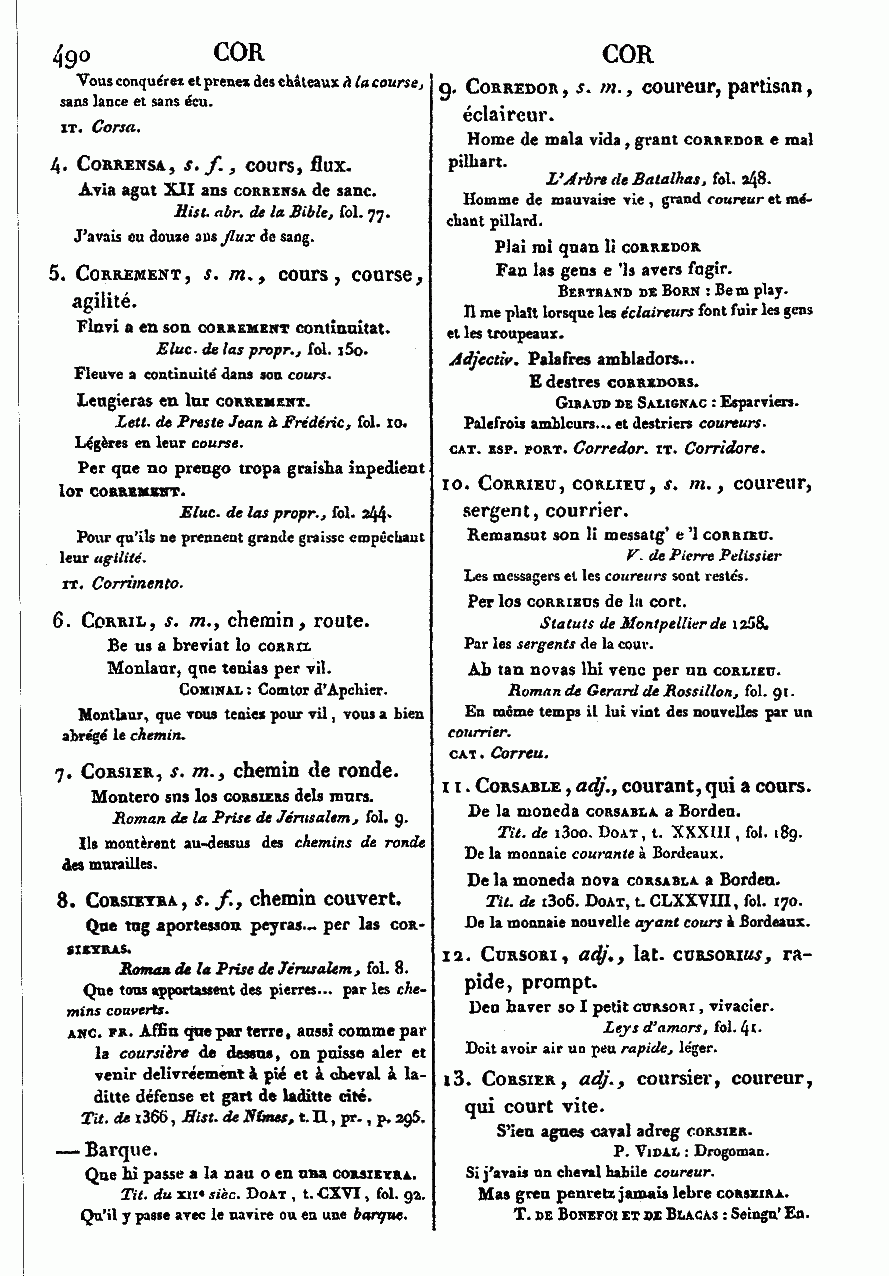 490 COR COR
Vous conquérez et prenez des châteaux à la course,
sans lance et sans écu.
IT. Corsa.
4. CORRENSA, s. f., cours, flux.
Avia agut XII ans CORRENSA de sanc.
Hist. abr. de la Bible, fol. 77.
J'avais eu douze ans flux de sang.
5. CORREMENT, s. m., cours, course,
agilité.
Fluvi a en son CORREMENT continuitat.
Eluc. de las propr., fol. 150.
Fleuve a continuité dans son cours.
Leugieras en lur CORREMENT.
Lett. de Preste Jean à Frédéric, fol. 10.
Légères en leur course.
Per que no prengo tropa graisha inpedient
lor CORREMENT.
Eluc. de las propr., fol. 244.
Pour qu'ils ne prennent grande graisse empêchant
leur agilité.
IT. Corrimento.
6. CORRIL, s. m., chemin, route.
Be us a breviat lo CORRIL
Monlaur, que tenias per vil.
COMINAL : Comtor d'Apchier.
Montlaur, que vous teniez pour vil, vous a bien
abrégé le chemin.
7. CORSIER, s. m., chemin de ronde.
Montero sus los CORSIERS dels murs.
Roman de la Prise de Jérusalem, fol. 9.
Ils montèrent au-dessus des chemins de ronde
des murailles.
8. CORSIEYRA, s. f., chemin couvert.
Que tug aportesson peyras... per las COR-
SIEYRAS.
Roman de la Prise de Jérusalem, fol. 8.
Que tous apportassent des pierres... par les che-
mins couverts.
ANC. FR. Affin que par terre, aussi comme par
la coursière de dessus, on puisse aler et
venir delivréement à pié et à cheval à la-
ditte défense et gart de laditte cité.
Tit. de 1366, Hist. de Nîmes, t. II, pr., p. 295.
— Barque.
Que hi passe a la nau o en una CORSIEYRA.
Tit. du XIIe sièc. DOAT, t. CXVI, fol. 92.
Qu'il y passe avec le navire ou en une barque.
9. CORREDOR, s. m., coureur, partisan,
éclaireur.
Home de mala vida, grant CORREDOR e mal
pilhart.
L'Arbre de Batalhas, fol. 248.
Homme de mauvaise vie, grand coureur et mé-
chant pillard.
Plai mi quan li CORREDOR
Fan las gens e 'ls avers fugir.
BERTRAND DE BORN : Be m play.
Il me plaît lorsque les éclaireurs font fuir les gens
et les troupeaux.
Adjectiv. Palafres ambladors...
E destres CORREDORS.
GIRAUD DE SALIGNAC : Esparviers.
Palefrois ambleurs... et destriers coureurs.
CAT. ESP. PORT. Corredor. IT. Corridore.
10. CORRIEU, CORLIEU, s. m., coureur,
sergent, courrier.
Remansut son li messatg' e 'l CORRIEU.
V. de Pierre Pelissier
Les messagers et les coureurs sont restés.
Per los CORRIEUS de la cort.
Statuts de Montpellier de 1258.
Par les sergents de la cour.
Ab tan novas lhi venc per un CORLIEU.
Roman de Gerard de Rossillon, fol. 91.
En même temps il lui vint des nouvelles par un
courrier.
CAT. Correu.
11. CORSABLE, adj., courant, qui a cours.
De la moneda CORSABLA a Bordeu.
Tit. de 1300. DOAT, t. XXXIII, fol. 189.
De la monnaie courante à Bordeaux.
De la moneda nova CORSABLA a Bordeu.
Tit. de 1306. DOAT, t. CLXXVIII, fol. 170.
De la monnaie nouvelle ayant cours à Bordeaux.
12. CURSORI, adj., lat. CURSORIus, ra-
pide, prompt.
Deu haver so I petit CURSORI, vivacier.
Leys d'amors, fol. 41.
Doit avoir air un peu rapide, léger.
13. CORSIER, adj., coursier, coureur,
qui court vite.
S'ieu agues caval adreg CORSIER.
P. VIDAL : Drogoman.
Si j'avais un cheval habile coureur.
Mas greu penretz jamais lebre CORSEIRA.
T. DE BONEFOI ET DE BLACAS : Seingn' En.